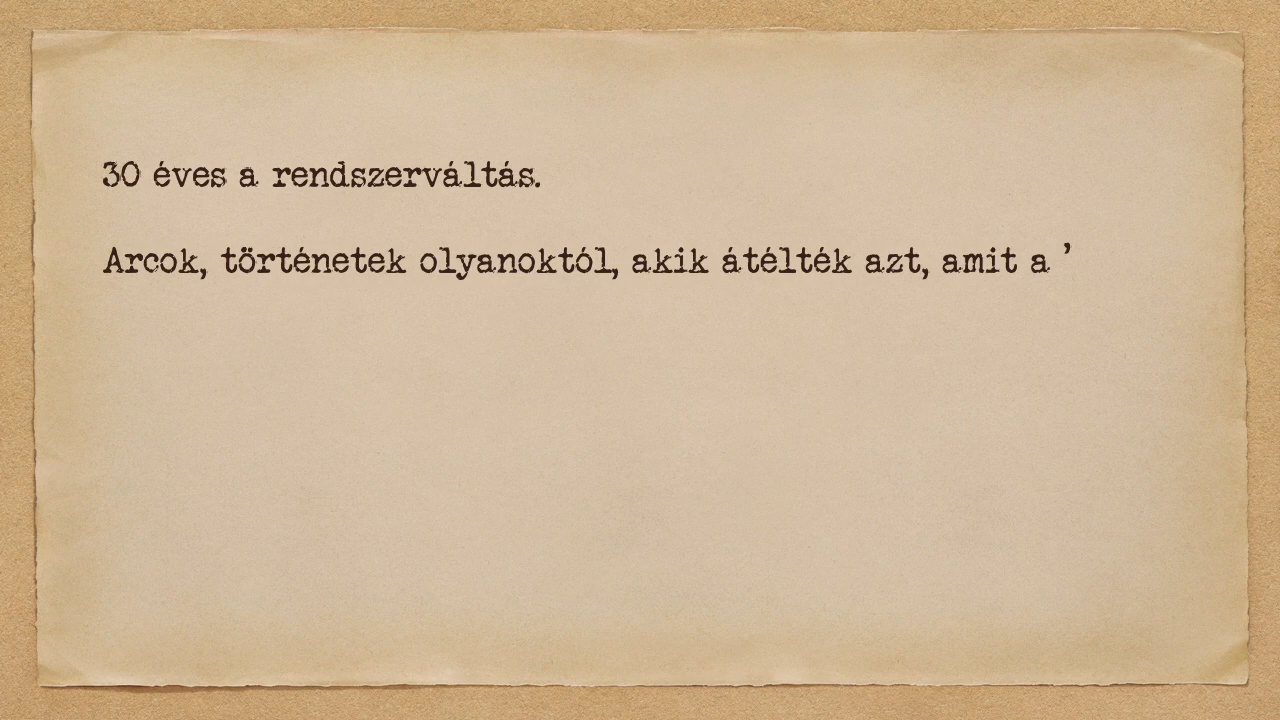 30 éves a rendszerváltás.
Arcok, történetek olyanoktól, akik átélték azt, amit a ’